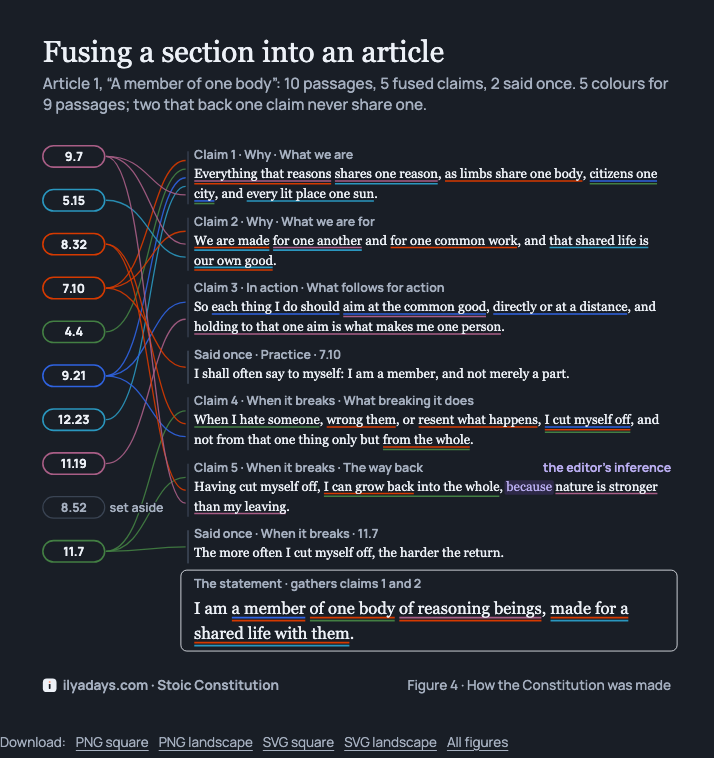 Fusing a section into an article
Article 1, “A member of one body”: 10 passages, 5 fused claims, 2 said once. 5 colours for
9 passages; two that back one claim never share one.
9.7
5.15
8.32
7.10
4.4
9.21
12.23
11.19
8.52 set aside
11.7
Claim 1 · Why · What we are
Everything that reasons shares one reason, as limbs share one body, citizens one
city, and every lit place one sun.
Claim 2 · Why · What we are for
We are made for one another and for one common work, and that shared life is
our own good.
Claim 3 · In action · What follows for action
So each thing I do should aim at the common good, directly or at a distance, and
holding to that one aim is what makes me one person.
Said once · Practice · 7.10
I shall often say to myself: I am a member, and not merely a part.
Claim 4 · When it breaks · What breaking it does
When I hate someone, wrong them, or resent what happens, I cut myself off, and
not from that one thing only but from the whole.
Claim 5 · When it breaks · The way back the editor’s inference
Having cut myself off, I can grow back into the whole, because nature is stronger
than my leaving.
Said once · When it breaks · 11.7
The more often I cut myself off, the harder the return.
The statement · gathers claims 1 and 2
I am a member of one body of reasoning beings, made for a
shared life with them.
ilyadays.com · Stoic Constitution
Figure 4 · How the Constitution was made
Download: PNG square PNG landscape SVG square SVG landscape All figures